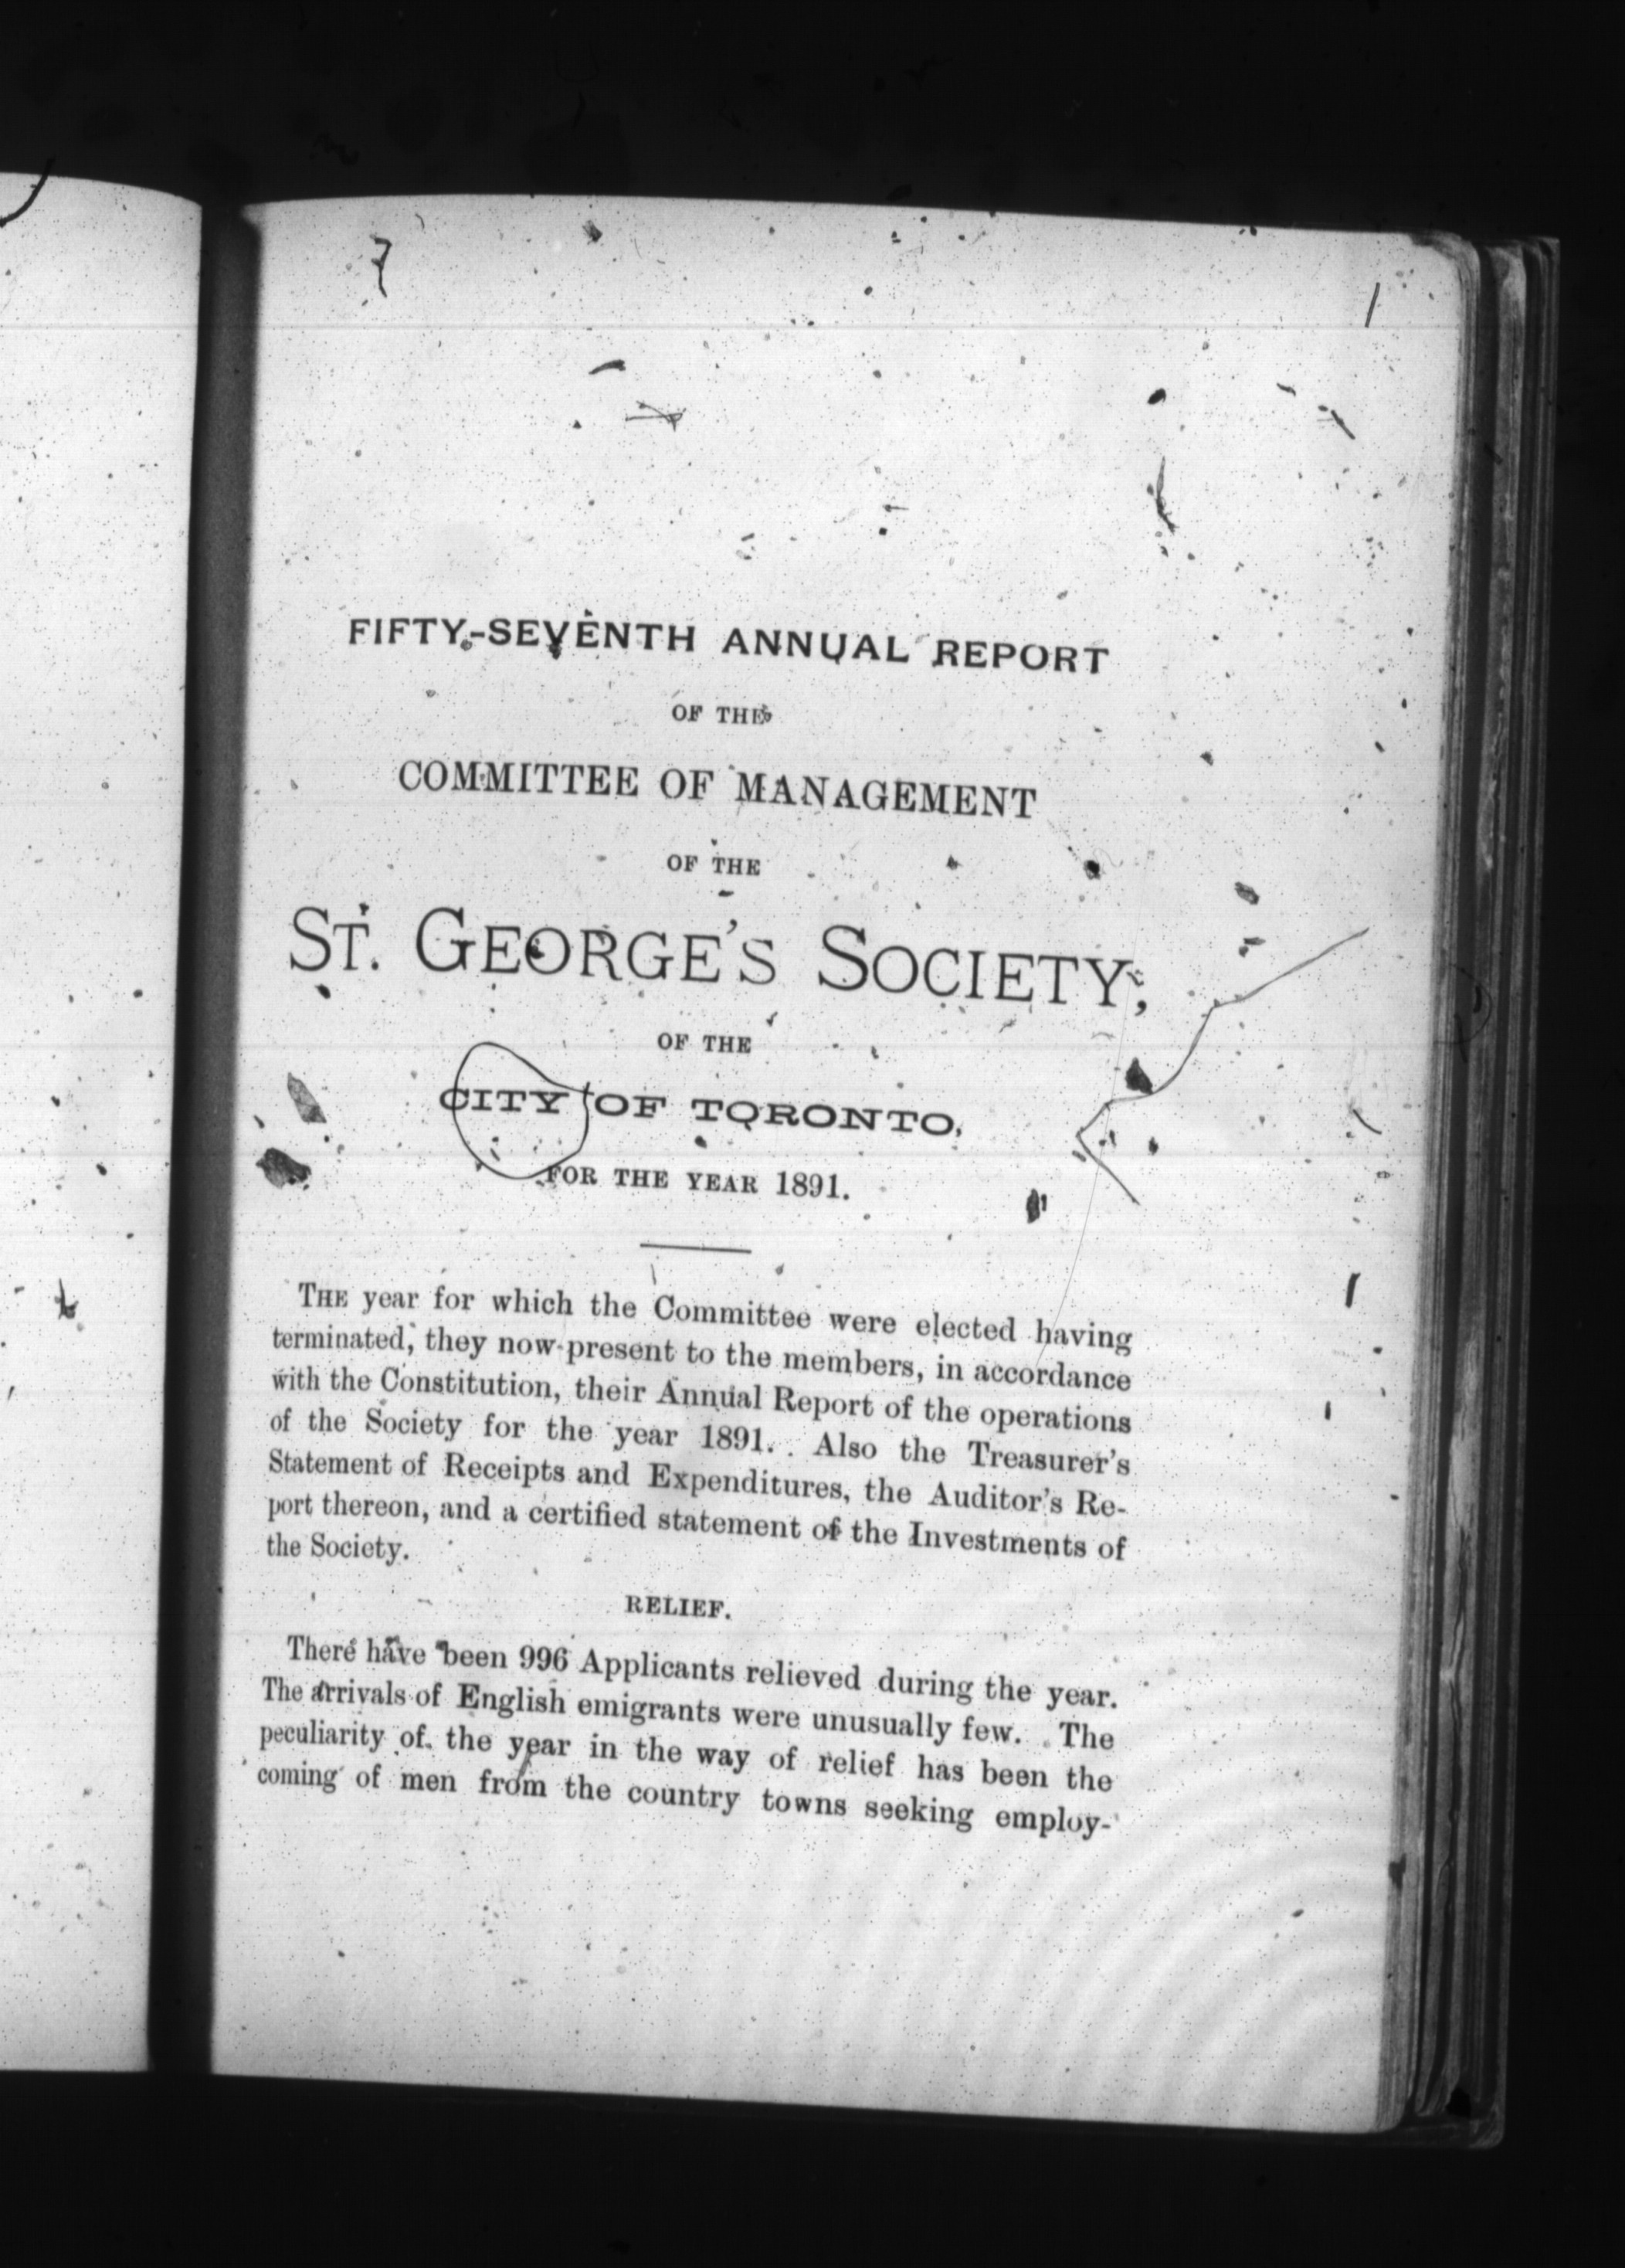 FIFTY-SEVENTH ANNUAL REPORT
OF THE
COMMITTEE OF MANAGEMENT
OF THE
ST. GEORGE'S SOCIETY,
OF THE
CITY OF TORONTO,
FOR THE YEAR 1891.
THE year for which the Committee were elected having
terminated, they now present to the members, in accordance
with the Constitution, their Annual Report of the operations
of the Society for the year 1891. Also the Treasurer's
Statement of Receipts and Expenditures, the Auditor's Re-
port thereon, and a certified statement of the Investments of
the Society.
RELIEF.
There have been 996 Applicants relieved during the year.
The arrivals of English emigrants were unusually few. The
peculiarity of the year in the way of relief has been the
coming of men from the country towns seeking employ-